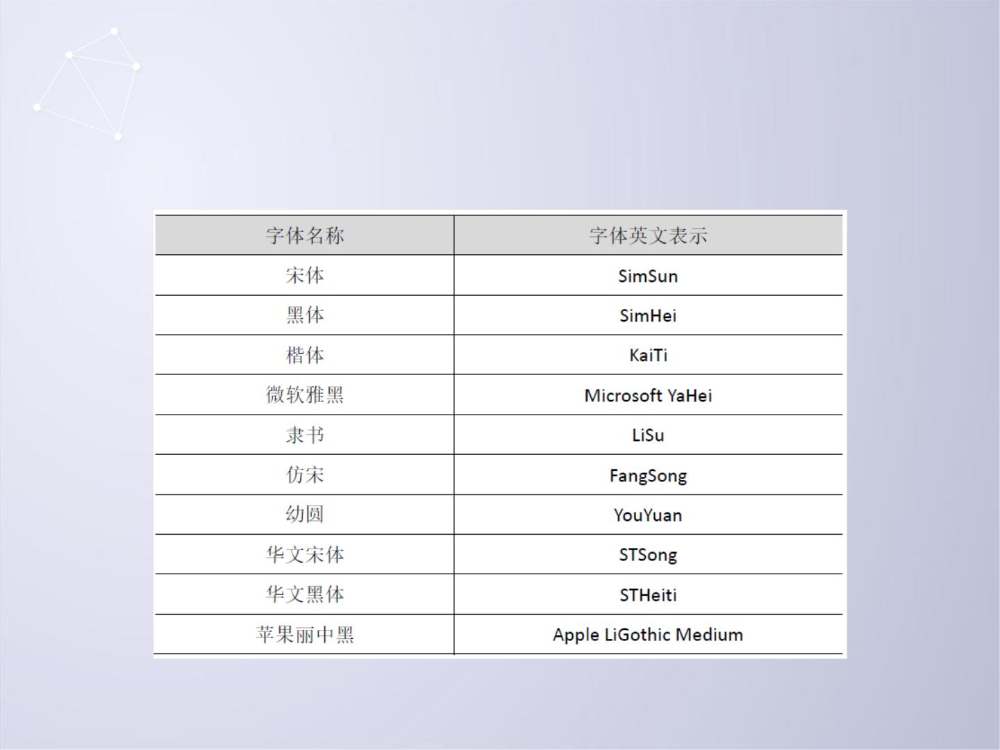 字体名称 字体英文表示
宋体 SimSun
黑体 SimHei
楷体 KaiTi
微软雅黑 Microsoft YaHei
隶书 LiSu
仿宋 FangSong
幼圆 YouYuan
华文宋体 STSong
华文黑体 STHeiti
苹果丽中黑 Apple LiGothic Medium